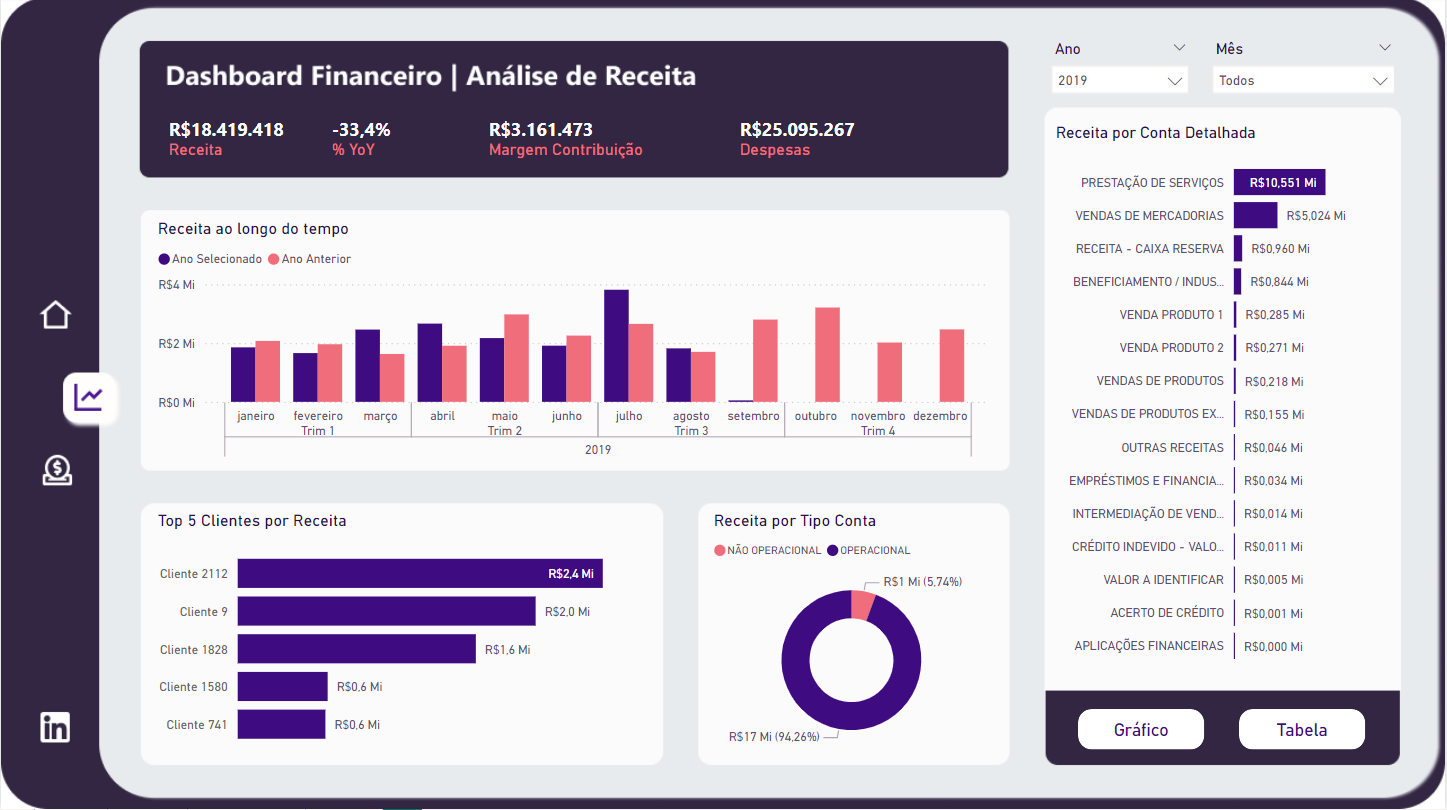 Dashboard Financeiro | Análise de Receita
R$18.419.418
Receita
-33,4%
% YoY
R$3.161.473
Margem Contribuição
R$25.095.267
Despesas
Ano
2019
Mês
Todos
Receita ao longo do tempo
Ano Selecionado Ano Anterior
R$4 Mi
R$2 Mi
R$0 Mi
janeiro fevereiro março abril maio junho julho agosto setembro outubro novembro dezembro
Trim 1 Trim 2 Trim 3 Trim 4
2019
Top 5 Clientes por Receita
Cliente 2112 R$2,4 Mi
Cliente 9 R$2,0 Mi
Cliente 1828 R$1,6 Mi
Cliente 1580 R$0,6 Mi
Cliente 741 R$0,6 Mi
Receita por Tipo Conta
NÃO OPERACIONAL OPERACIONAL
R$1 Mi (5,74%)
R$17 Mi (94,26%)
Receita por Conta Detalhada
PRESTAÇÃO DE SERVIÇOS R$10,551 Mi
VENDAS DE MERCADORIAS R$5,024 Mi
RECEITA - CAIXA RESERVA R$0,960 Mi
BENEFICIAMENTO / INDUS... R$0,844 Mi
VENDA PRODUTO 1 R$0,285 Mi
VENDA PRODUTO 2 R$0,271 Mi
VENDAS DE PRODUTOS R$0,218 Mi
VENDAS DE PRODUTOS EX... R$0,155 Mi
OUTRAS RECEITAS R$0,046 Mi
EMPRÉSTIMOS E FINANCIA... R$0,034 Mi
INTERMEDIAÇÃO DE VEND... R$0,014 Mi
CRÉDITO INDEVIDO - VALO... R$0,011 Mi
VALOR A IDENTIFICAR R$0,005 Mi
ACERTO DE CRÉDITO R$0,001 Mi
APLICAÇÕES FINANCEIRAS R$0,000 Mi
Gráfico
Tabela
in